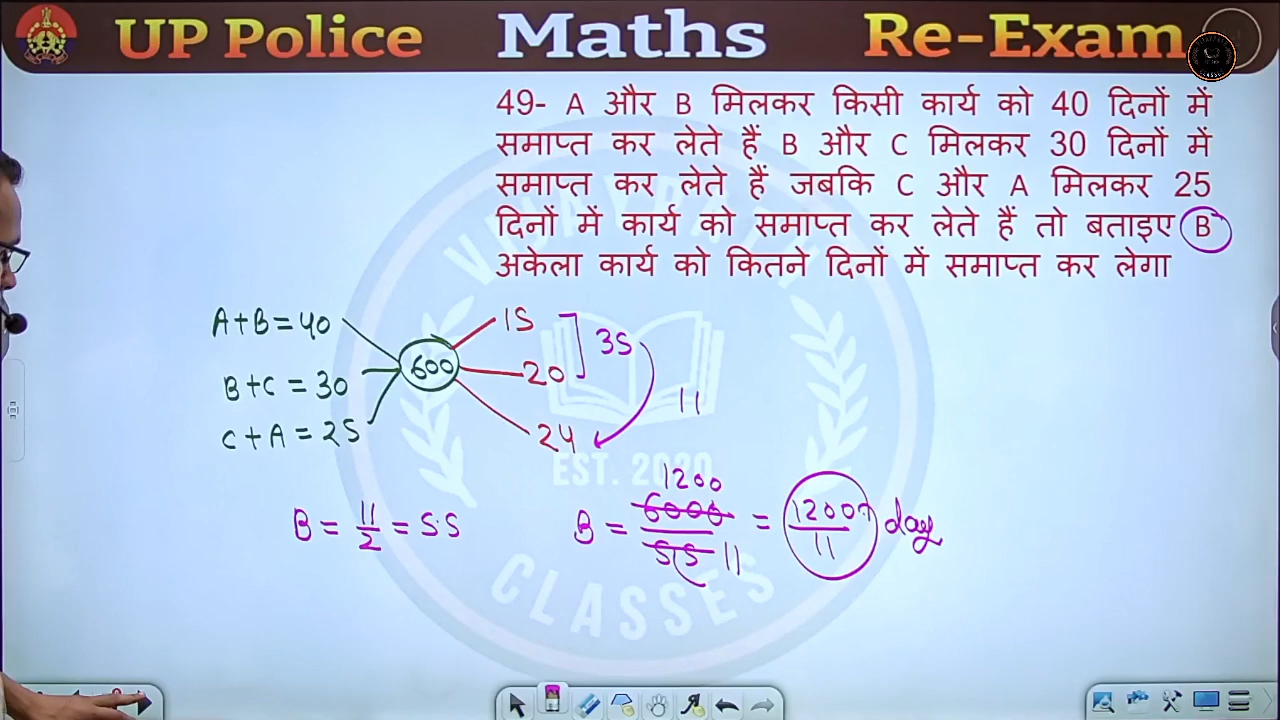 UP Police Maths Re-Exam
49- A और B मिलकर किसी कार्य को 40 दिनों में
समाप्त कर लेते हैं B और C मिलकर 30 दिनों में
समाप्त कर लेते हैं जबकि C और A मिलकर 25
दिनों में कार्य को समाप्त कर लेते हैं तो बताइए B
अकेला कार्य को कितने दिनों में समाप्त कर लेगा
A+B=40
B+C=30
C+A=25
600
15
20
24
35
11
B = 11/2 = 5.5
1200
B = 6000/55 11 = 1200/11 day
VIJAYPATH
EST. 2020
CLASSES